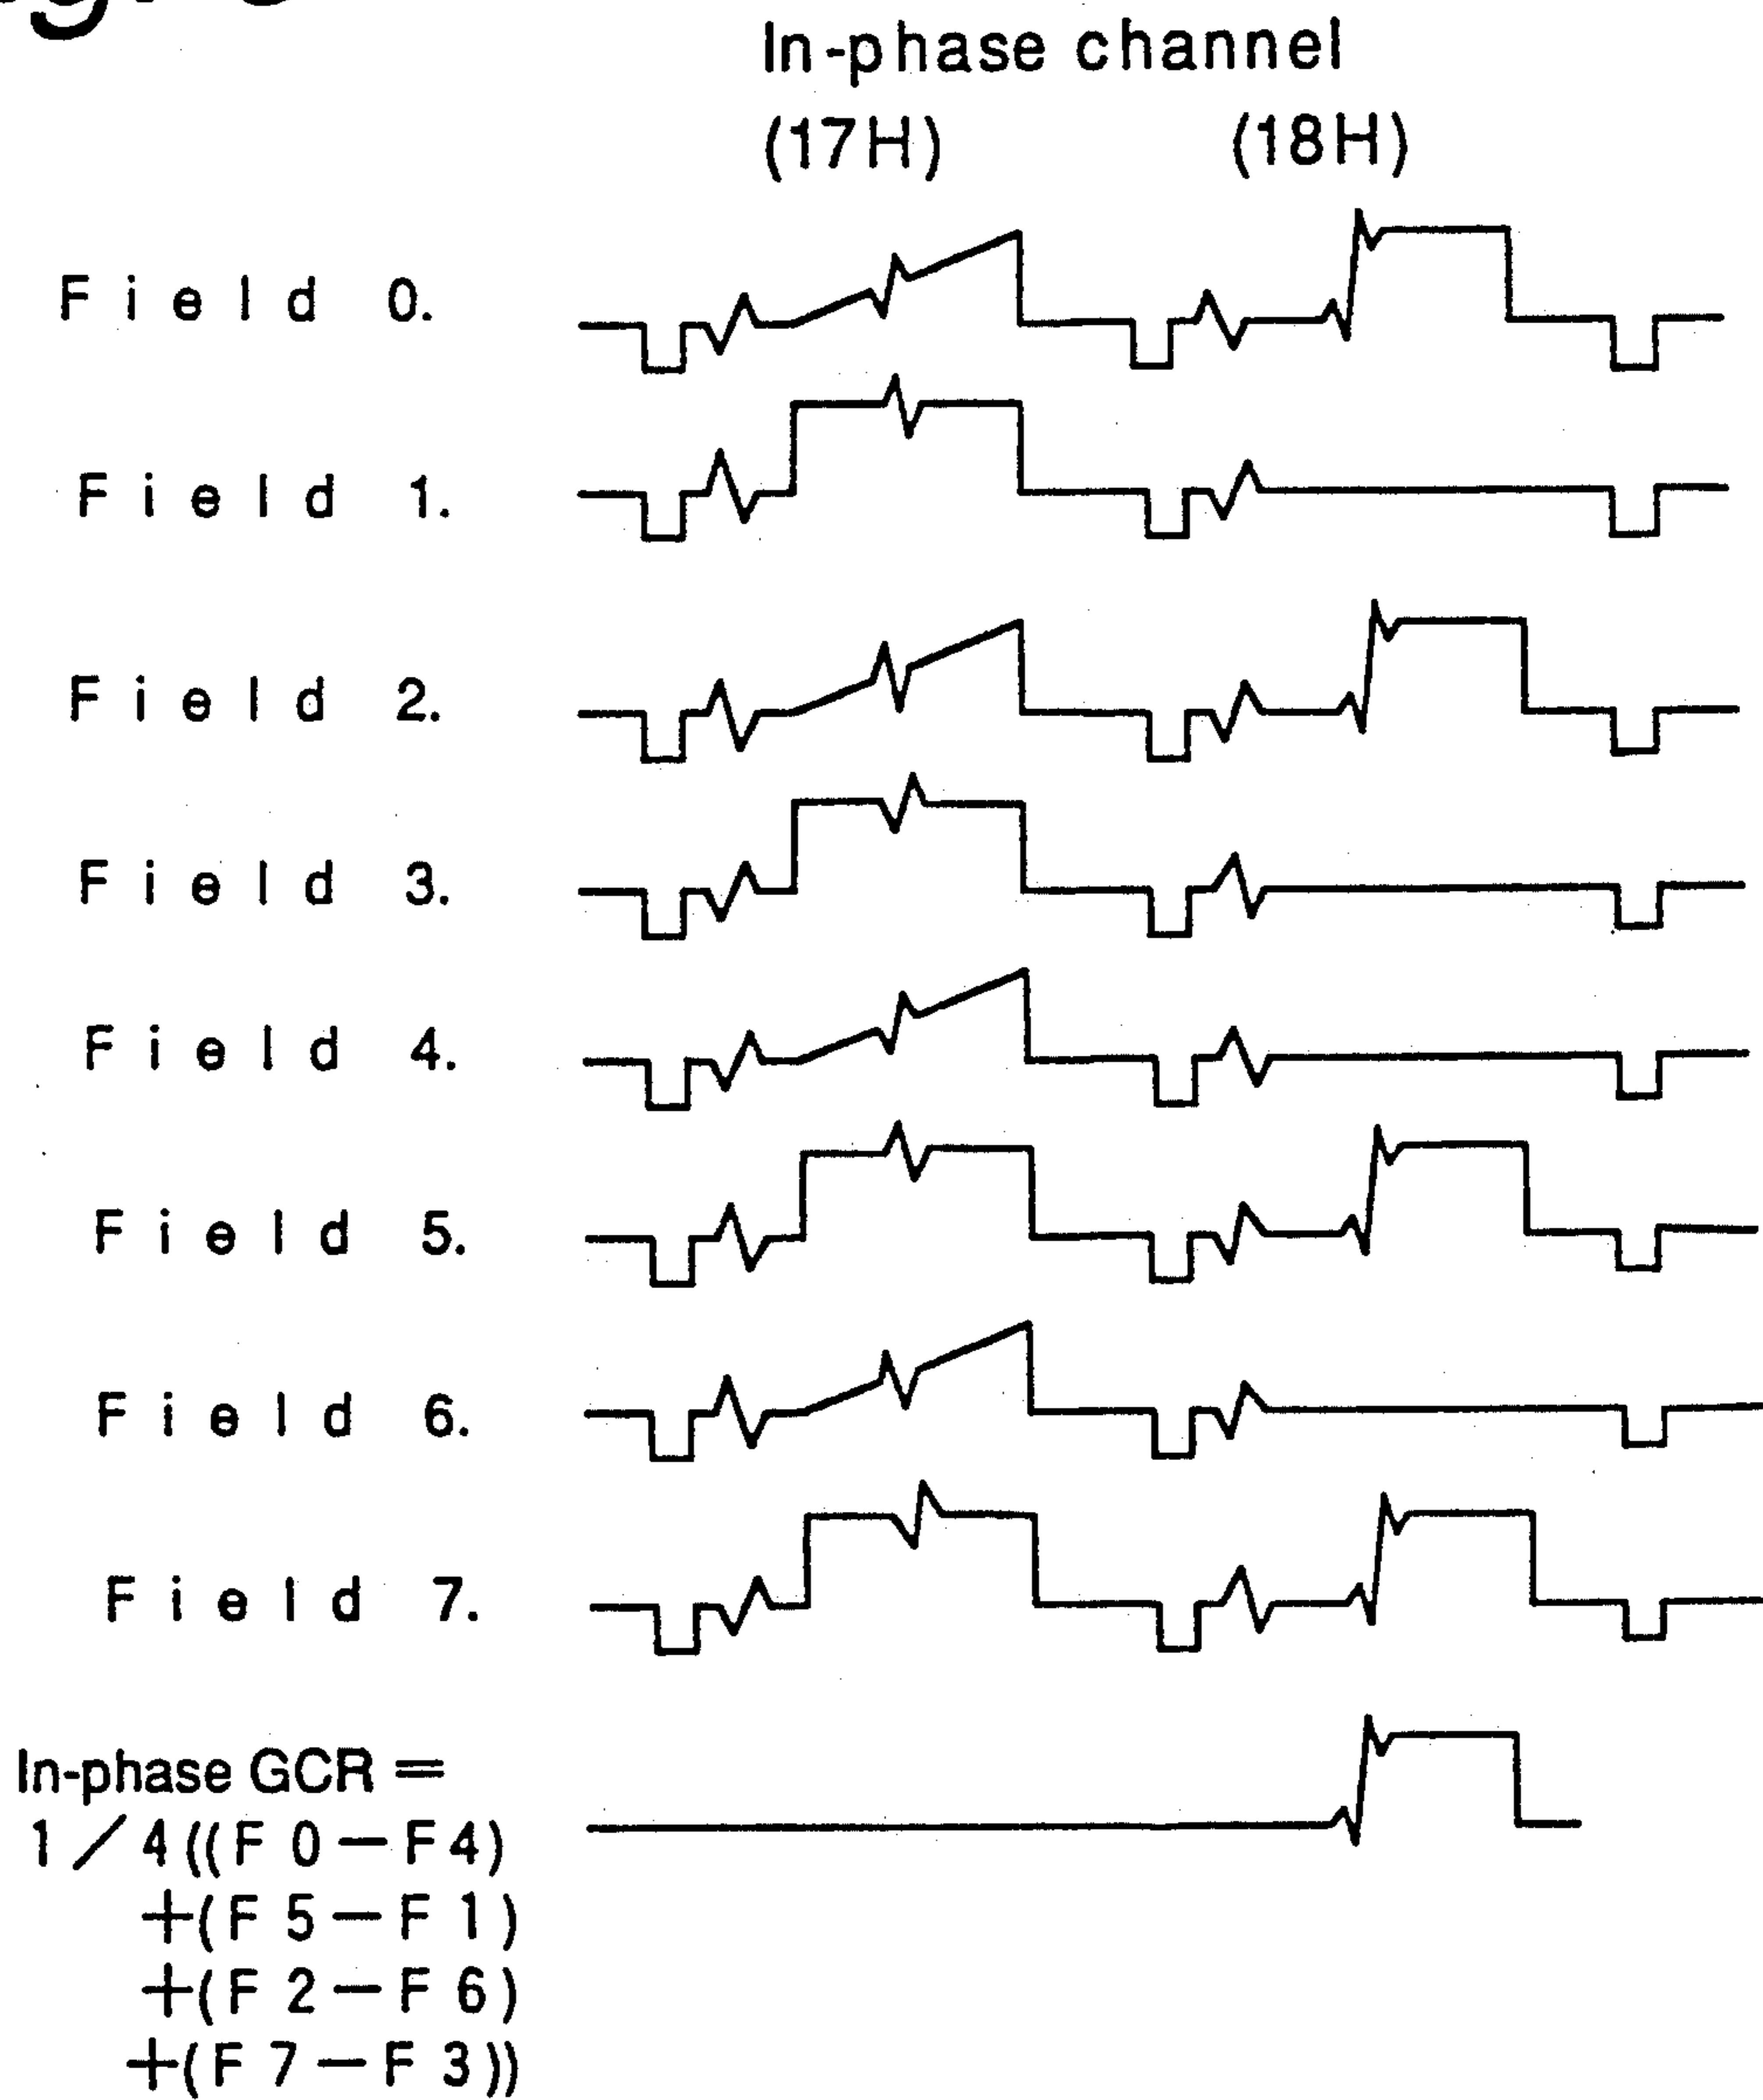 In-phase channel
(17H) (18H)
Field 0.
Field 1.
Field 2.
Field 3.
Field 4.
Field 5.
Field 6.
Field 7.
In-phase GCR =
1/4((F0-F4)
+(F5-F1)
+(F2-F6)
+(F7-F3))